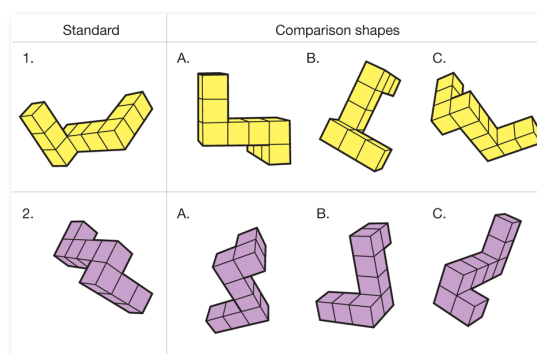 Standard Comparison shapes
1. A. B. C.
2. A. B. C.